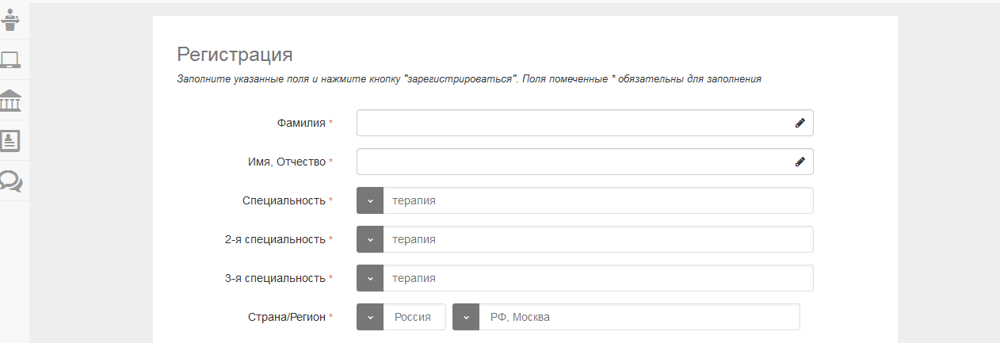 Регистрация
Заполните указанные поля и нажмите кнопку "зарегистрироваться". Поля помеченные * обязательны для заполнения
Фамилия *
Имя, Отчество *
Специальность * терапия
2-я специальность * терапия
3-я специальность * терапия
Страна/Регион * Россия РФ, Москва